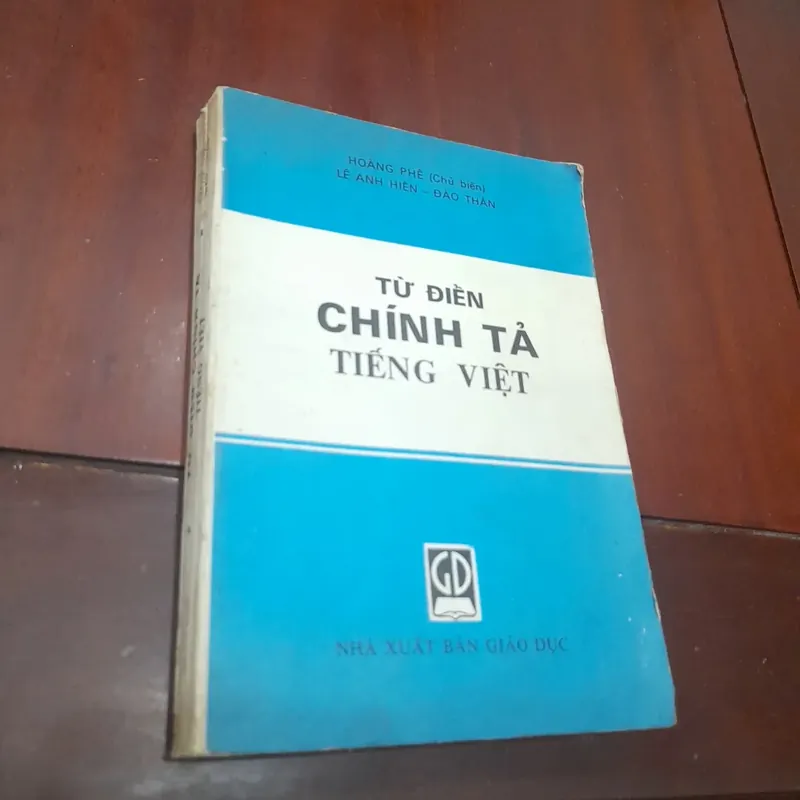 HOÀNG PHÊ (Chủ biên)
LÊ ANH HIỀN – ĐÀO THẢN
TỪ ĐIỂN
CHÍNH TẢ
TIẾNG VIỆT
GD
NHÀ XUẤT BẢN GIÁO DỤC